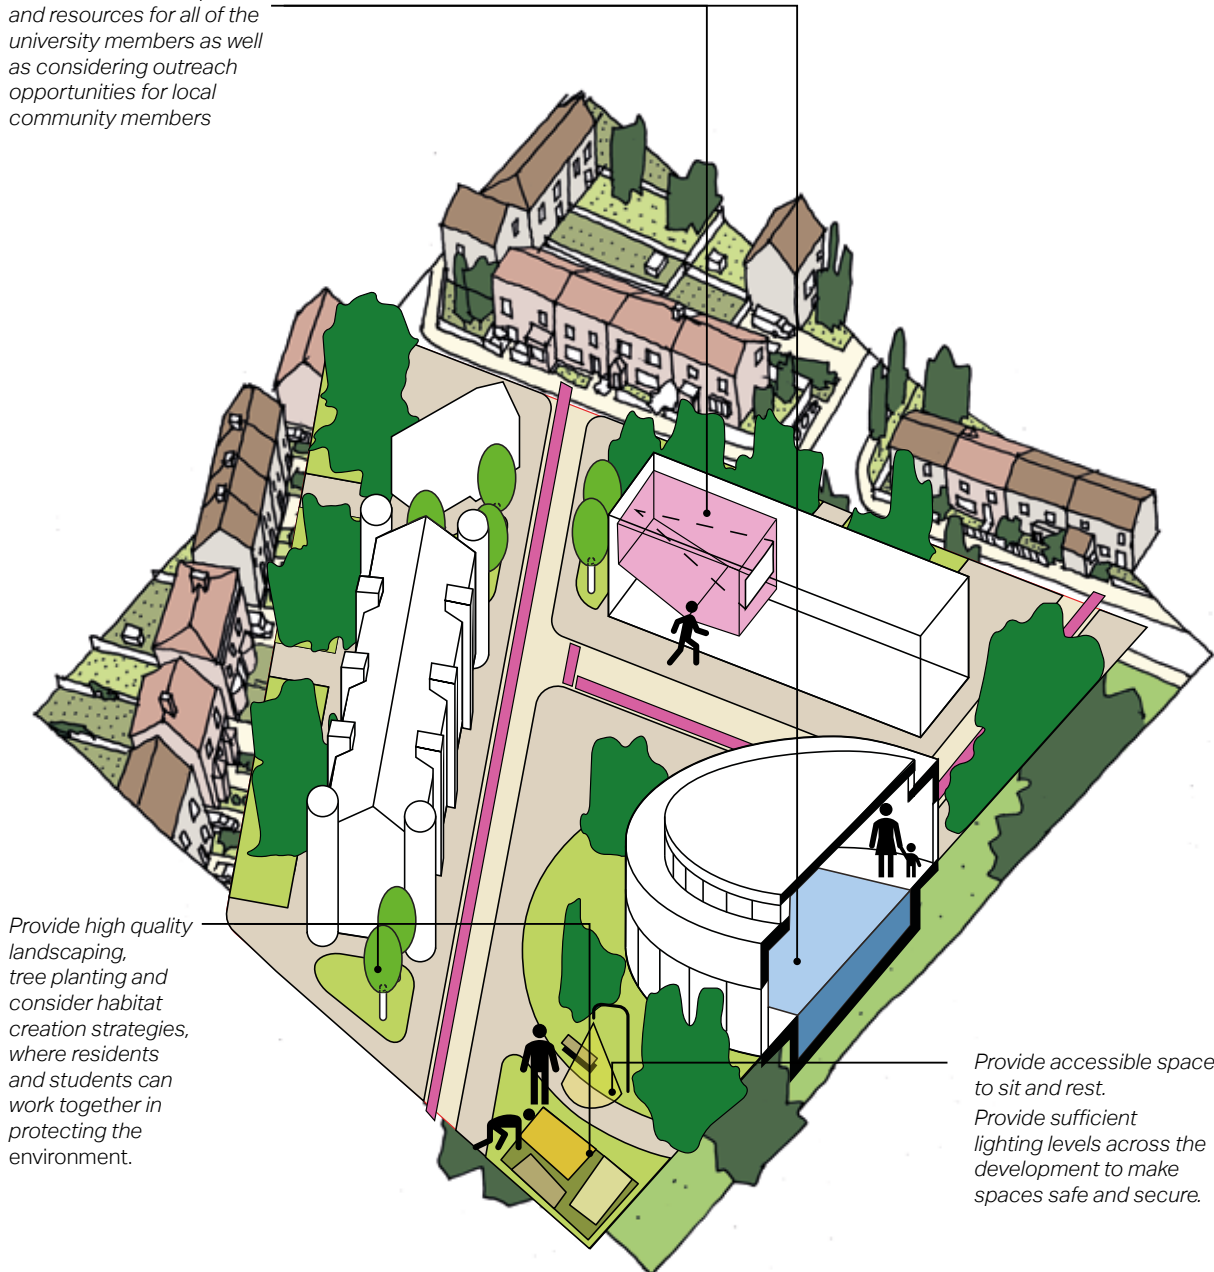 and resources for all of the
university members as well
as considering outreach
opportunities for local
community members
Provide high quality
landscaping,
tree planting and
consider habitat
creation strategies,
where residents
and students can
work together in
protecting the
environment.
Provide accessible space
to sit and rest.
Provide sufficient
lighting levels across the
development to make
spaces safe and secure.